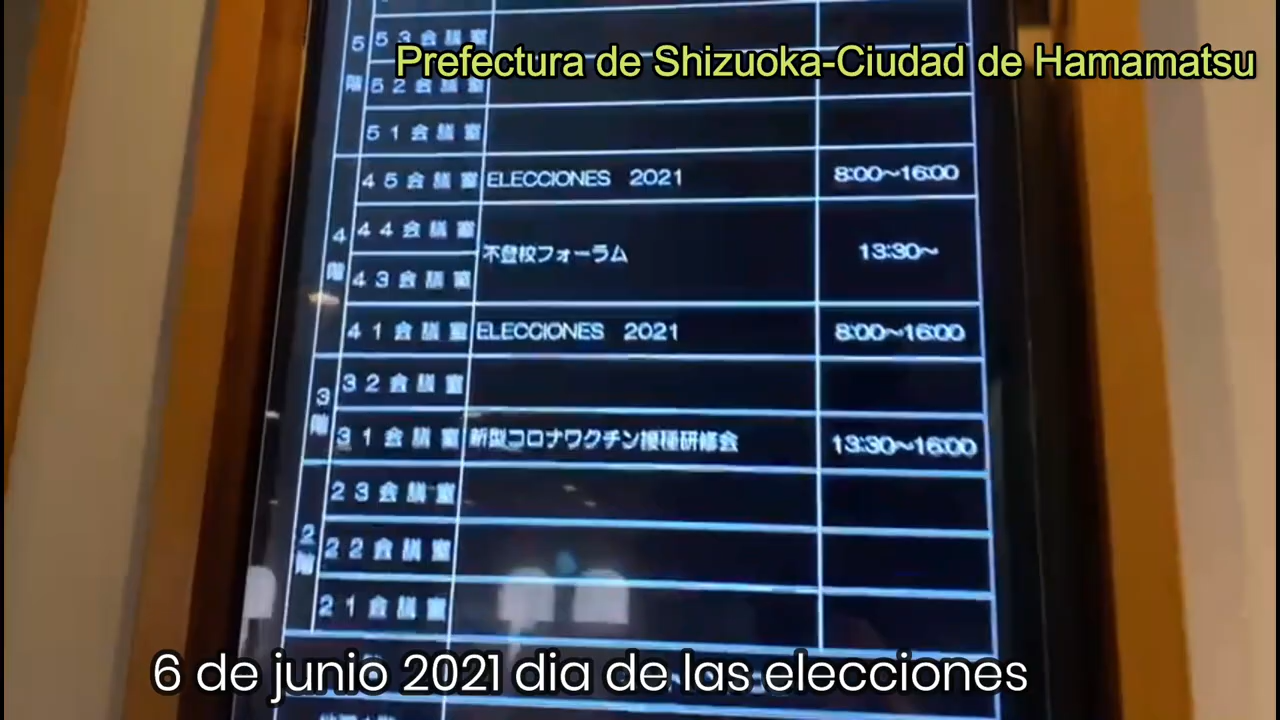 Prefectura de Shizuoka-Ciudad de Hamamatsu
5階
53会議室
52会議室
51会議室
4階
45会議室 ELECCIONES 2021 8:00～16:00
44会議室
不登校フォーラム 13:30～
43会議室
41会議室 ELECCIONES 2021 8:00～16:00
3階
32会議室
31会議室 新型コロナワクチン接種研修会 13:30～16:00
2階
23会議室
22会議室
21会議室
6 de junio 2021 dia de las elecciones